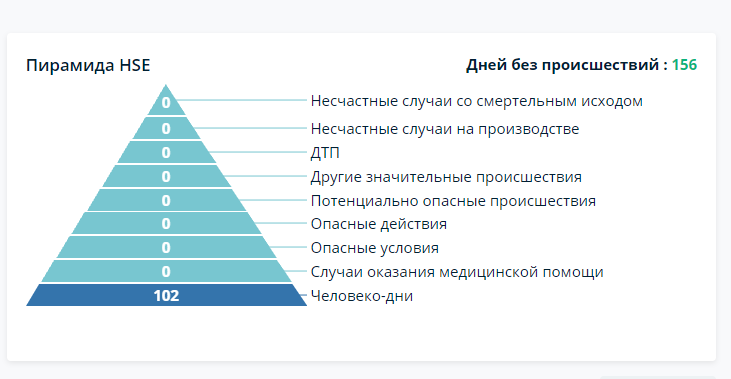 Пирамида HSE
Дней без происшествий : 156
0 Несчастные случаи со смертельным исходом
0 Несчастные случаи на производстве
0 ДТП
0 Другие значительные происшествия
0 Потенциально опасные происшествия
0 Опасные действия
0 Опасные условия
0 Случаи оказания медицинской помощи
102 Человеко-дни